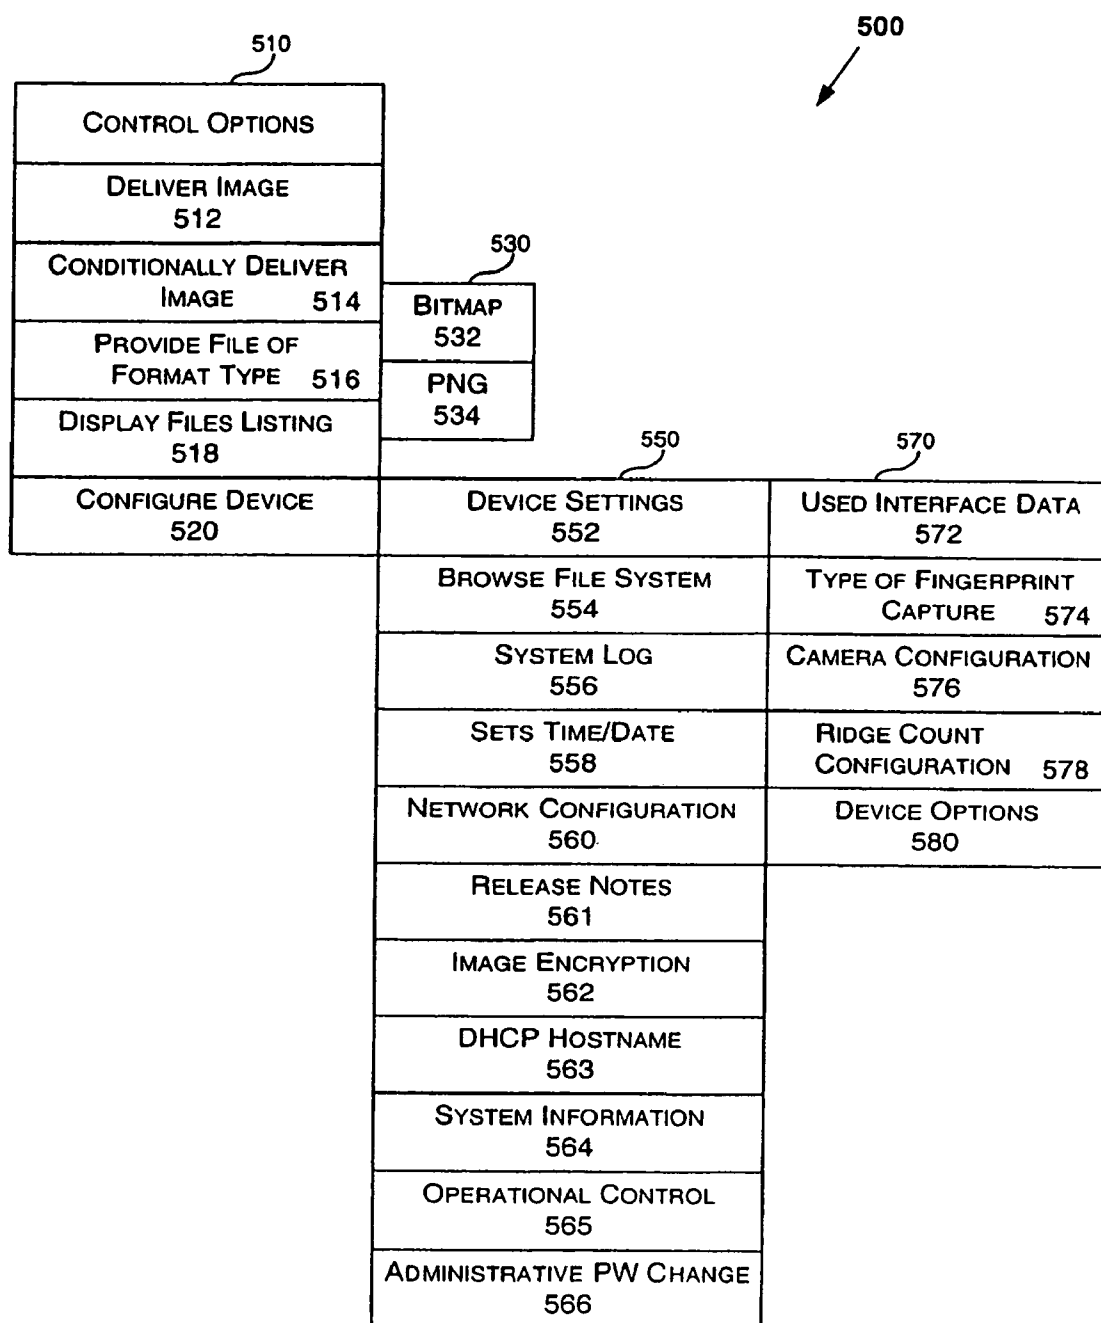 500
510
CONTROL OPTIONS
DELIVER IMAGE
512
CONDITIONALLY DELIVER
IMAGE 514
PROVIDE FILE OF
FORMAT TYPE 516
DISPLAY FILES LISTING
518
CONFIGURE DEVICE
520
530
BITMAP
532
PNG
534
550
DEVICE SETTINGS
552
BROWSE FILE SYSTEM
554
SYSTEM LOG
556
SETS TIME/DATE
558
NETWORK CONFIGURATION
560
RELEASE NOTES
561
IMAGE ENCRYPTION
562
DHCP HOSTNAME
563
SYSTEM INFORMATION
564
OPERATIONAL CONTROL
565
ADMINISTRATIVE PW CHANGE
566
570
USED INTERFACE DATA
572
TYPE OF FINGERPRINT
CAPTURE 574
CAMERA CONFIGURATION
576
RIDGE COUNT
CONFIGURATION 578
DEVICE OPTIONS
580